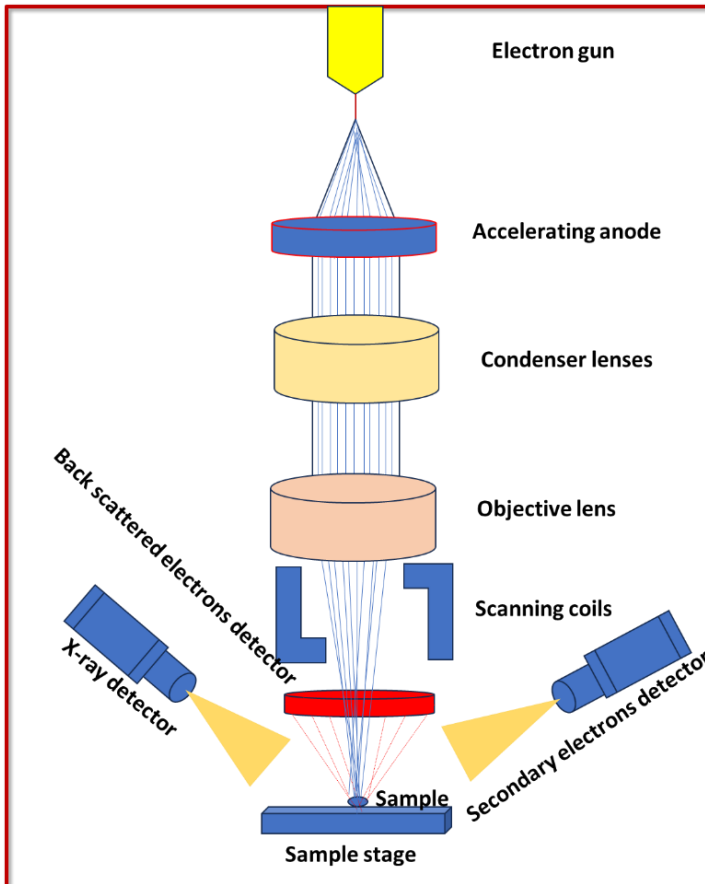 Electron gun
Accelerating anode
Condenser lenses
Objective lens
Back scattered electrons detector
Scanning coils
X-ray detector
Secondary electrons detector
Sample
Sample stage